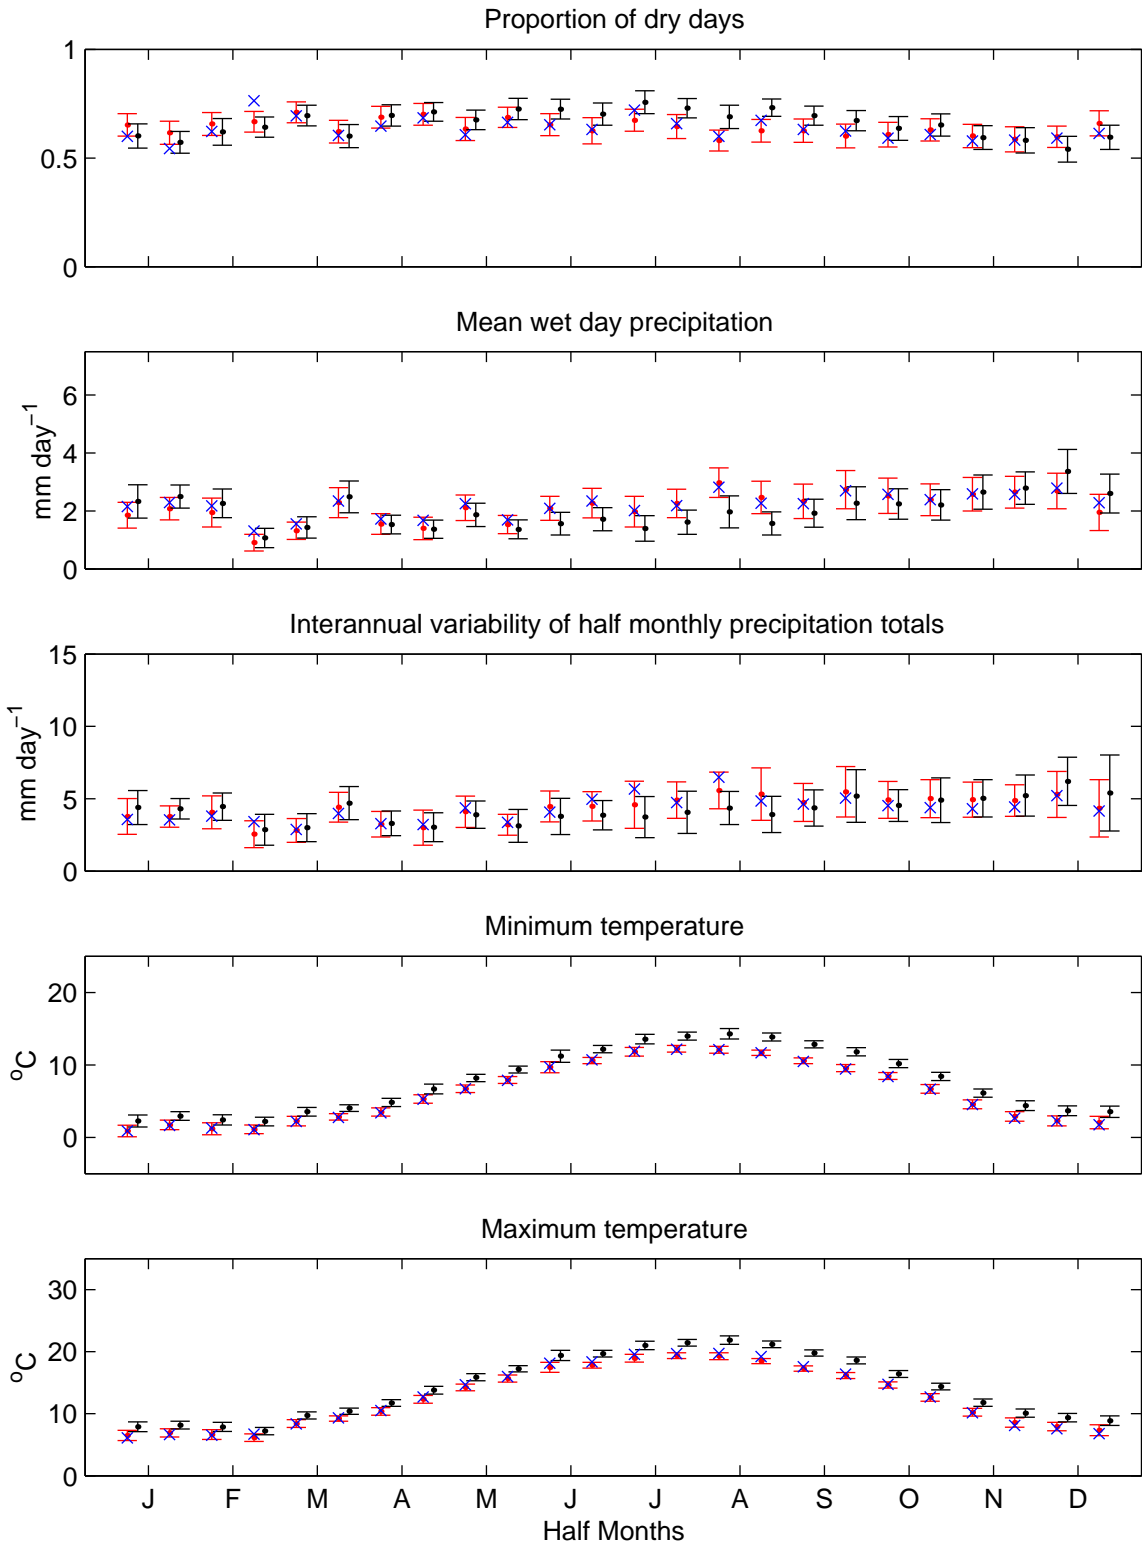 Proportion of dry days
1
0.5
0
Mean wet day precipitation
mm day⁻¹
6
4
2
0
Interannual variability of half monthly precipitation totals
mm day⁻¹
15
10
5
0
Minimum temperature
°C
20
10
0
Maximum temperature
°C
30
20
10
0
J F M A M J J A S O N D
Half Months